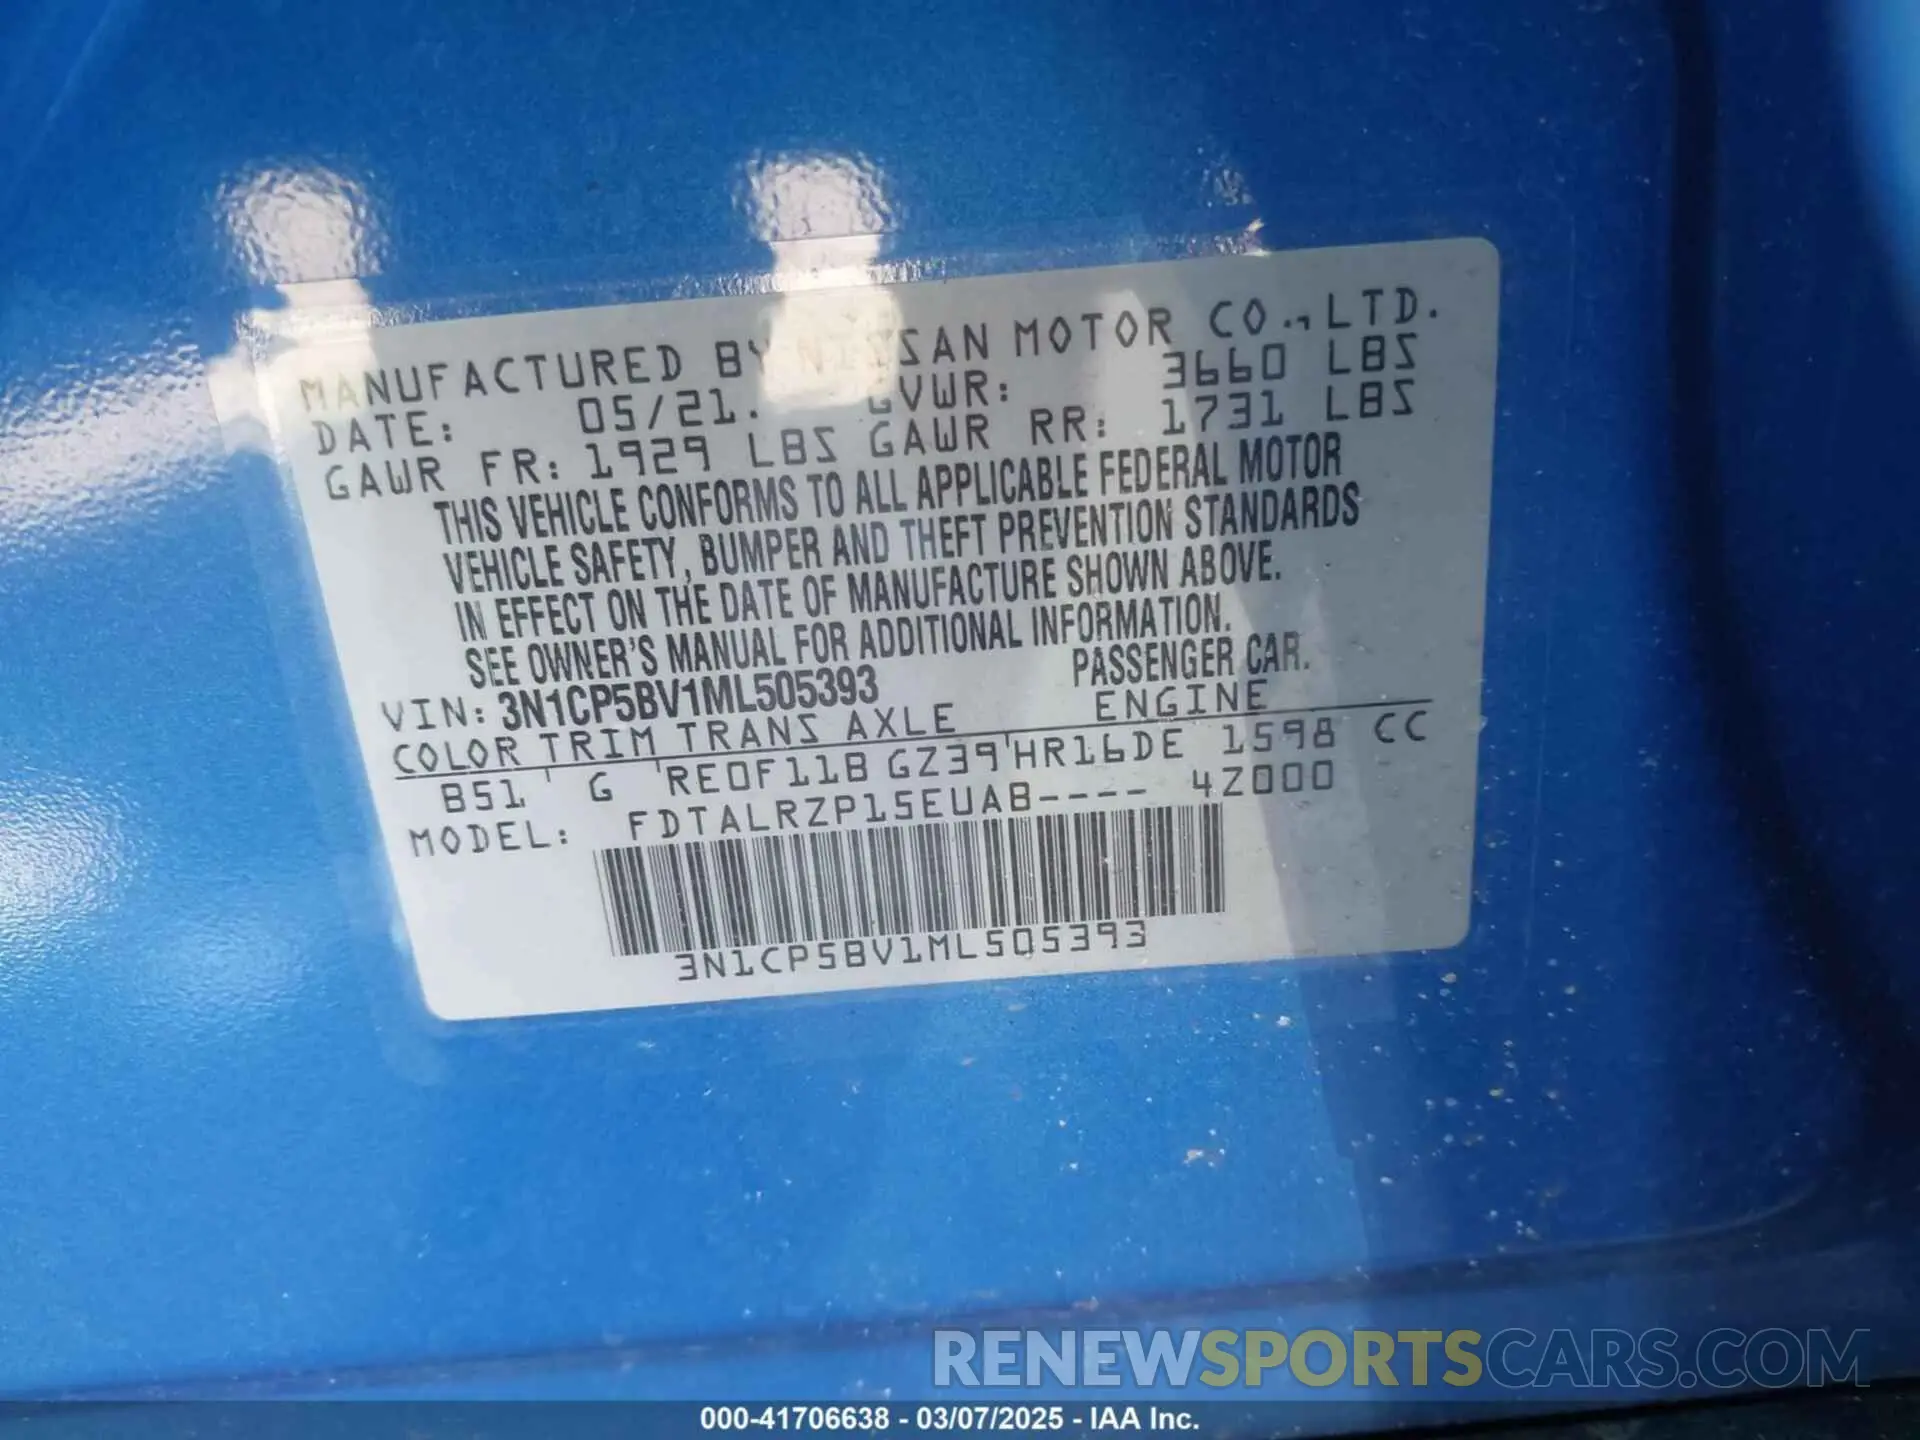 MANUFACTURED BY NISSAN MOTOR CO., LTD.
DATE: 05/21. GVWR: 3660 LBS
GAWR FR: 1929 LBS GAWR RR: 1731 LBS
THIS VEHICLE CONFORMS TO ALL APPLICABLE FEDERAL MOTOR
VEHICLE SAFETY, BUMPER AND THEFT PREVENTION STANDARDS
IN EFFECT ON THE DATE OF MANUFACTURE SHOWN ABOVE.
SEE OWNER'S MANUAL FOR ADDITIONAL INFORMATION.
VIN: 3N1CP5BV1ML505393 PASSENGER CAR.
COLOR TRIM TRANS AXLE ENGINE
B51 ' G 'RE0F11B GZ39'HR16DE 1598 CC
MODEL: FDTALRZP15EUAB---- 4Z000
3N1CP5BV1ML505393
RENEWSPORTSCARS.COM
000-41706638 - 03/07/2025 - IAA Inc.